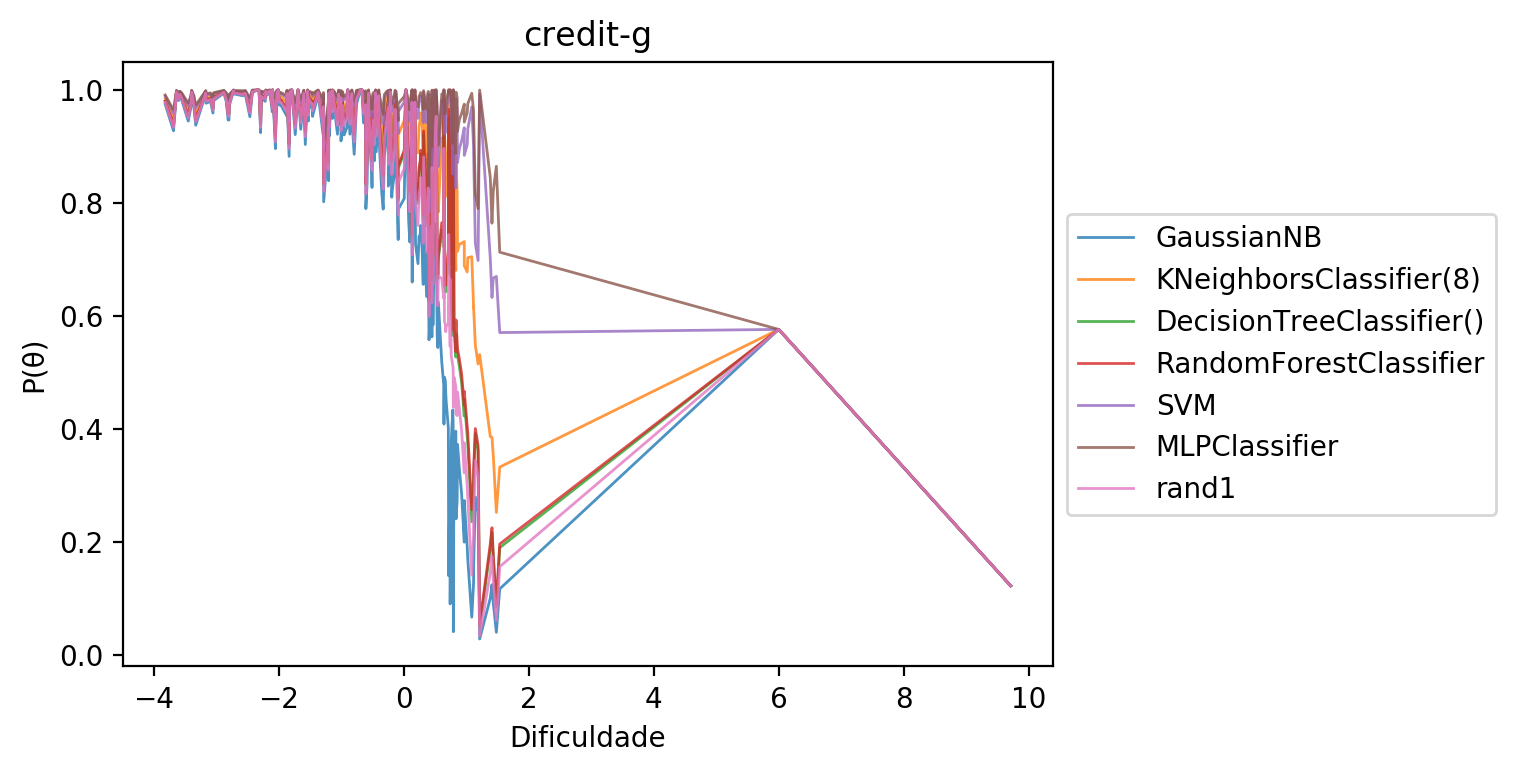 credit-g
P(θ)
1.0
0.8
0.6
0.4
0.2
0.0
−4 −2 0 2 4 6 8 10
Dificuldade
GaussianNB
KNeighborsClassifier(8)
DecisionTreeClassifier()
RandomForestClassifier
SVM
MLPClassifier
rand1